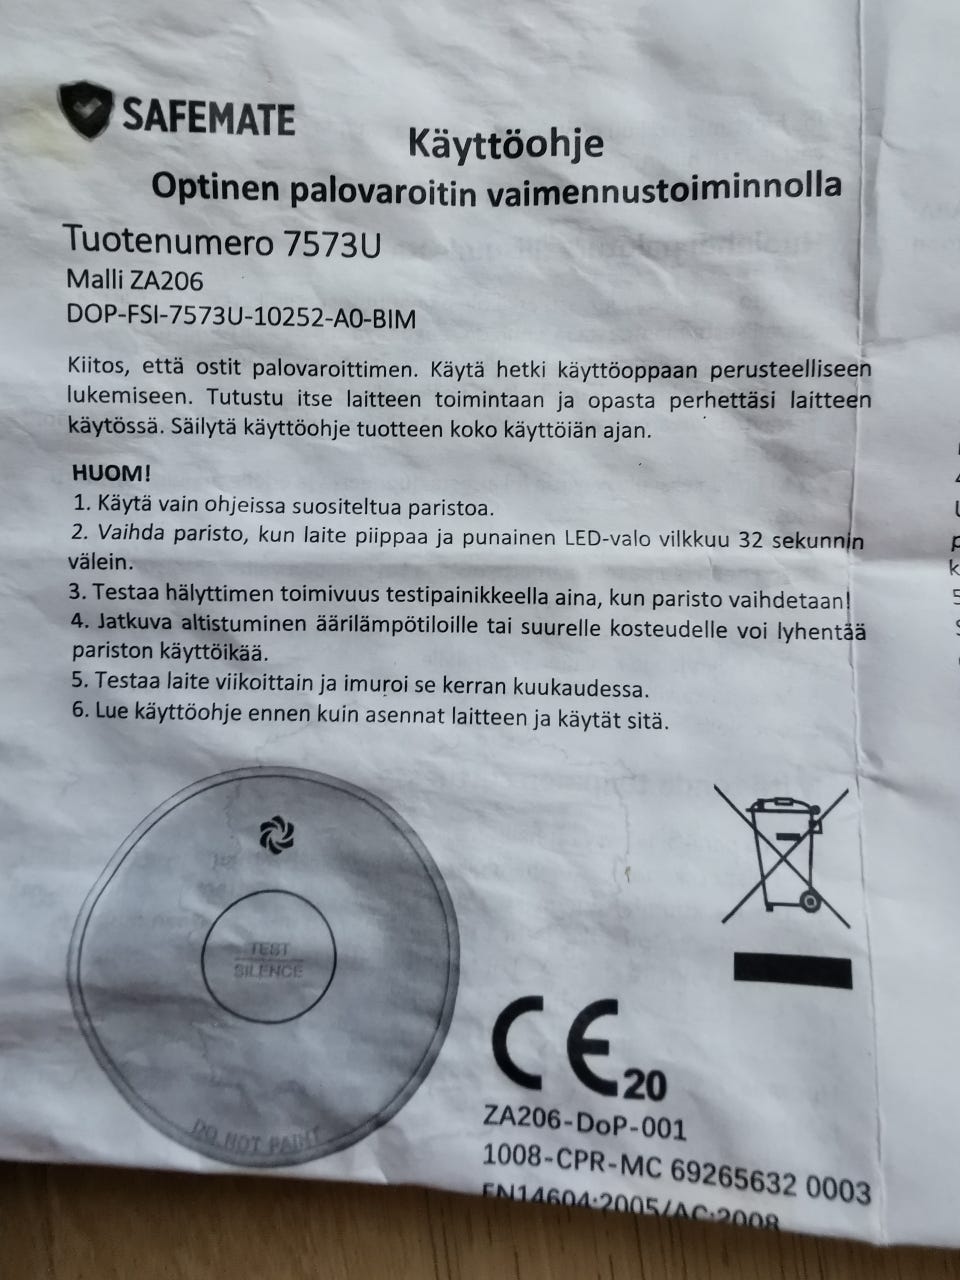 SAFEMATE
Käyttöohje
Optinen palovaroitin vaimennustoiminnolla
Tuotenumero 7573U
Malli ZA206
DOP-FSI-7573U-10252-A0-BIM
Kiitos, että ostit palovaroittimen. Käytä hetki käyttöoppaan perusteelliseen
lukemiseen. Tutustu itse laitteen toimintaan ja opasta perhettäsi laitteen
käytössä. Säilytä käyttöohje tuotteen koko käyttöiän ajan.
HUOM!
1. Käytä vain ohjeissa suositeltua paristoa.
2. Vaihda paristo, kun laite piippaa ja punainen LED-valo vilkkuu 32 sekunnin
välein.
3. Testaa hälyttimen toimivuus testipainikkeella aina, kun paristo vaihdetaan!
4. Jatkuva altistuminen äärilämpötiloille tai suurelle kosteudelle voi lyhentää
pariston käyttöikää.
5. Testaa laite viikoittain ja imuroi se kerran kuukaudessa.
6. Lue käyttöohje ennen kuin asennat laitteen ja käytät sitä.
TEST
SILENCE
DO NOT PAINT
CE 20
ZA206-DoP-001
1008-CPR-MC 69265632 0003
EN14604:2005/AC:2008